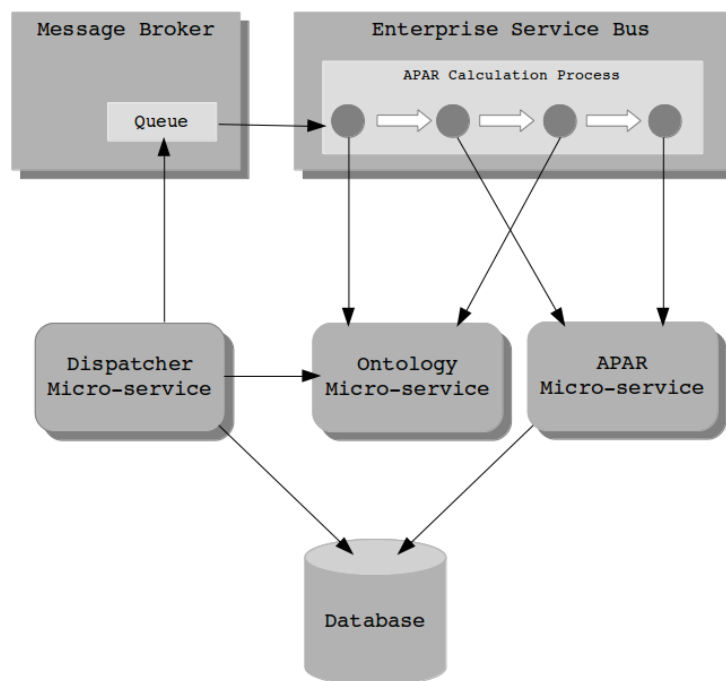 Message Broker
Enterprise Service Bus
APAR Calculation Process
Queue
Dispatcher
Micro-service
Ontology
Micro-service
APAR
Micro-service
Database